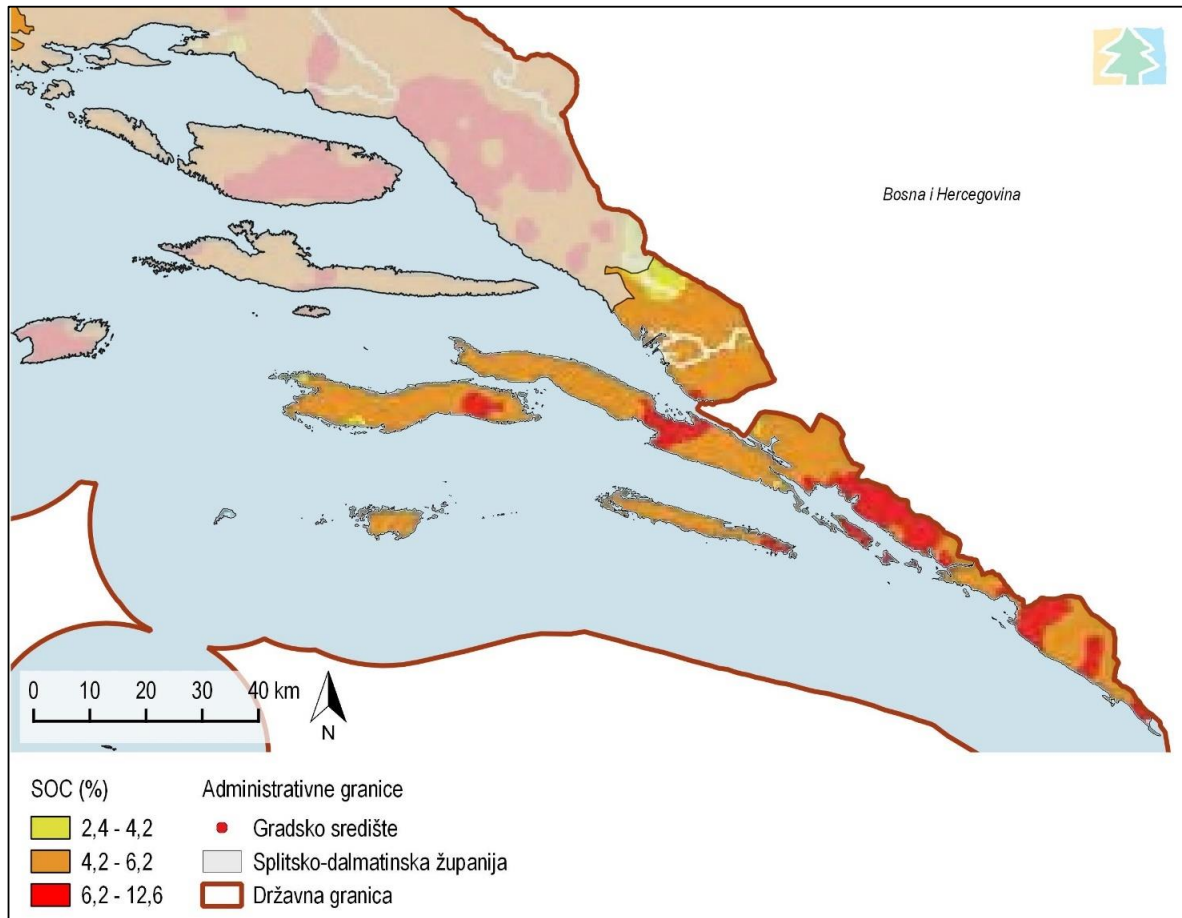 Bosna i Hercegovina
0 10 20 30 40 km
N
SOC (%)
2,4 - 4,2
4,2 - 6,2
6,2 - 12,6
Administrativne granice
Gradsko središte
Splitsko-dalmatinska županija
Državna granica